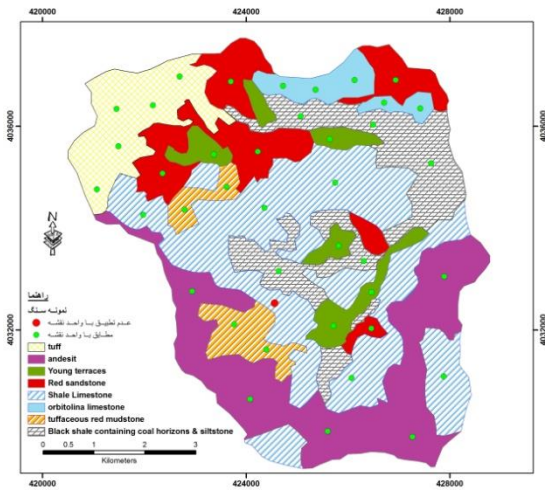 420000 424000 428000
4036000 4036000
4032000 4032000
N
راهنما
نمونه سنگ
عدم تطبیق با واحد نقشه
مطابق با واحد نقشه
tuff
andesit
Young terraces
Red sandstone
Shale Limestone
orbitolina limestone
tuffaceous red mudstone
Black shale containing coal horizons & siltstone
0 0.5 1 2 3
Kilometers
420000 424000 428000